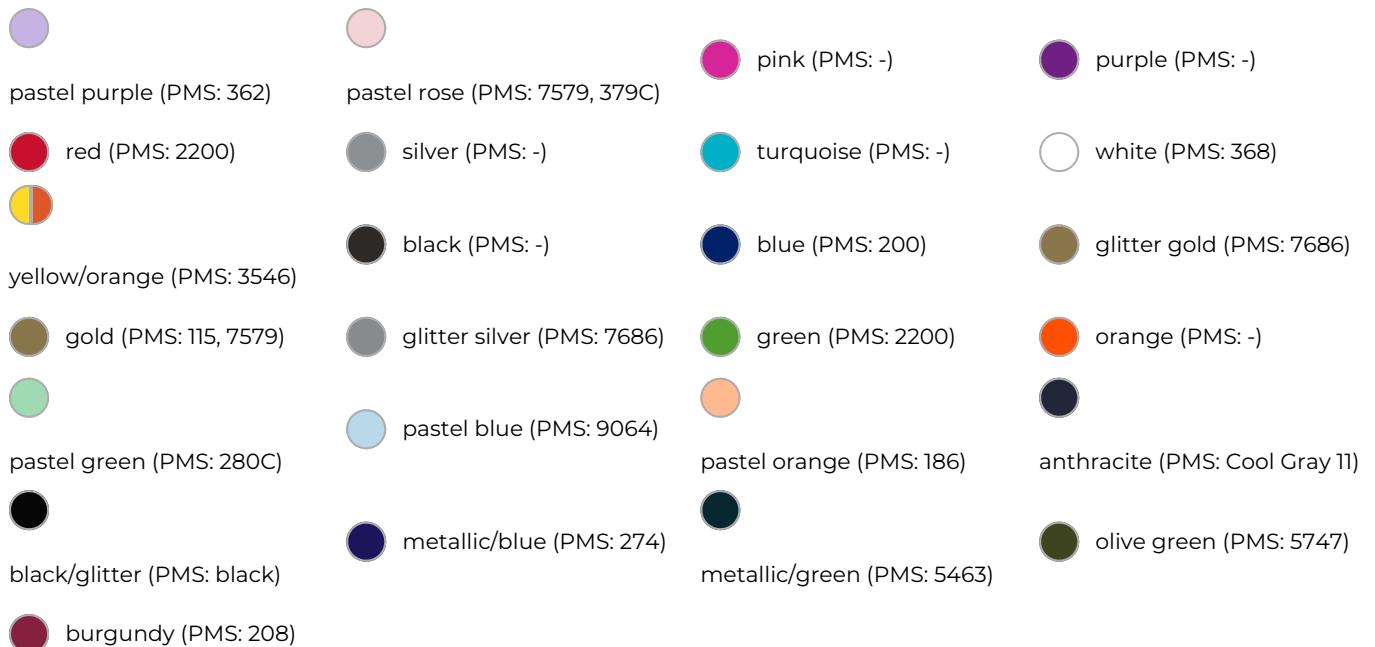 pastel purple (PMS: 362)
pastel rose (PMS: 7579, 379C)
pink (PMS: -)
purple (PMS: -)
red (PMS: 2200)
silver (PMS: -)
turquoise (PMS: -)
white (PMS: 368)
yellow/orange (PMS: 3546)
black (PMS: -)
blue (PMS: 200)
glitter gold (PMS: 7686)
gold (PMS: 115, 7579)
glitter silver (PMS: 7686)
green (PMS: 2200)
orange (PMS: -)
pastel green (PMS: 280C)
pastel blue (PMS: 9064)
pastel orange (PMS: 186)
anthracite (PMS: Cool Gray 11)
black/glitter (PMS: black)
metallic/blue (PMS: 274)
metallic/green (PMS: 5463)
olive green (PMS: 5747)
burgundy (PMS: 208)